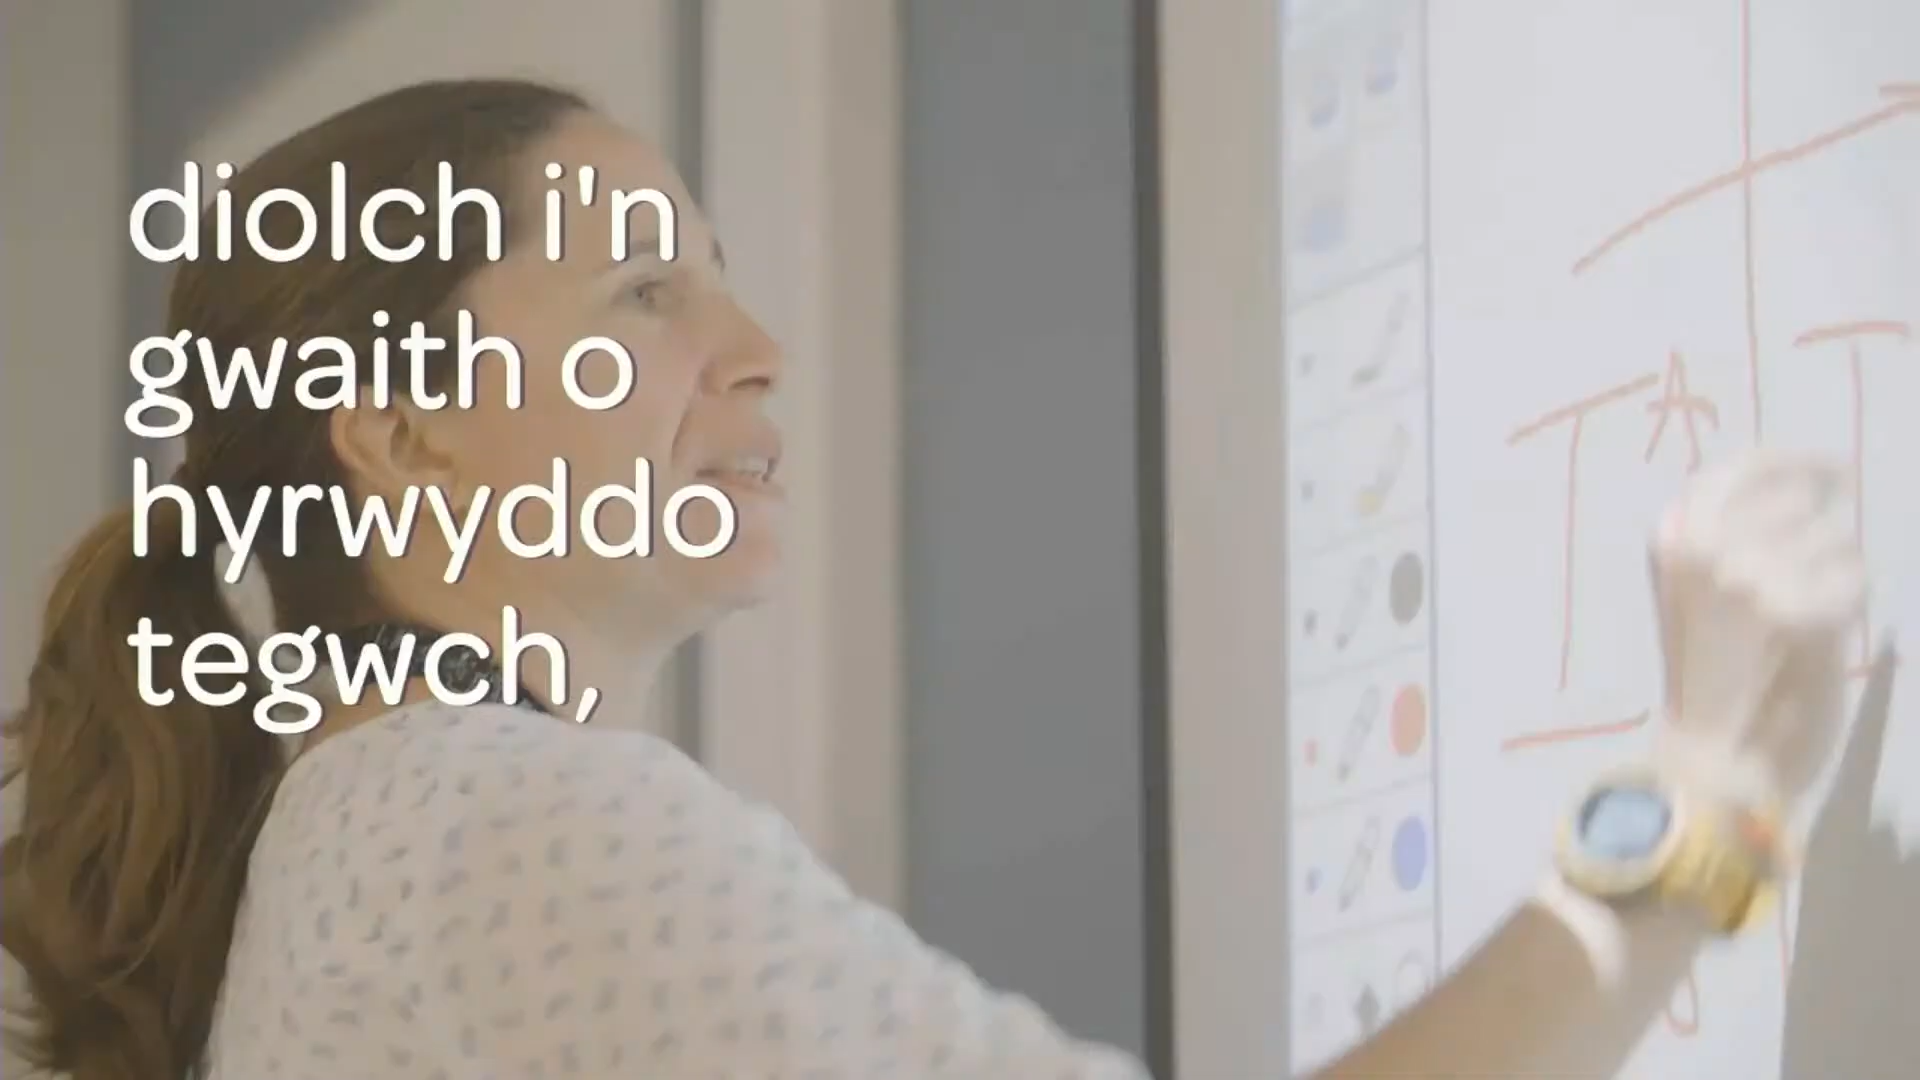 diolch i'n
gwaith o
hyrwyddo
tegwch,